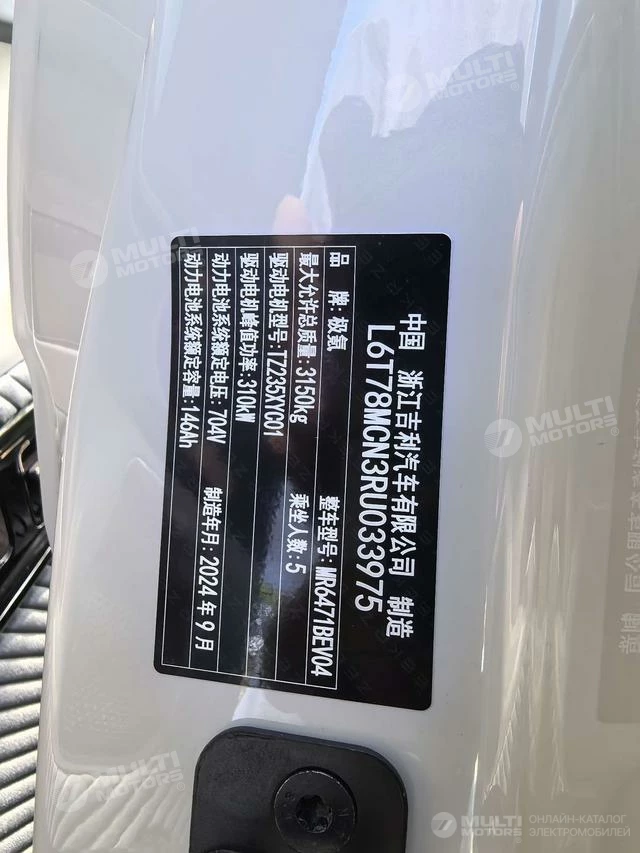 中国 浙江吉利汽车有限公司 制造
L6T78MCN3RU033975
品 牌:极氪 整车型号:MR6471BEV04
最大允许总质量:3150kg 乘坐人数:5
驱动电机型号:TZ235XYC01
驱动电机峰值功率:310kW
动力电池系统额定电压:704V 制造年月:2024年9月
动力电池系统额定容量:146Ah
MULTI MOTORS®
MULTI MOTORS®
MULTI MOTORS®
MULTI MOTORS®
MULTI MOTORS®
MULTI MOTORS® ОНЛАЙН-КАТАЛОГ
ЭЛЕКТРОМОБИЛЕЙ